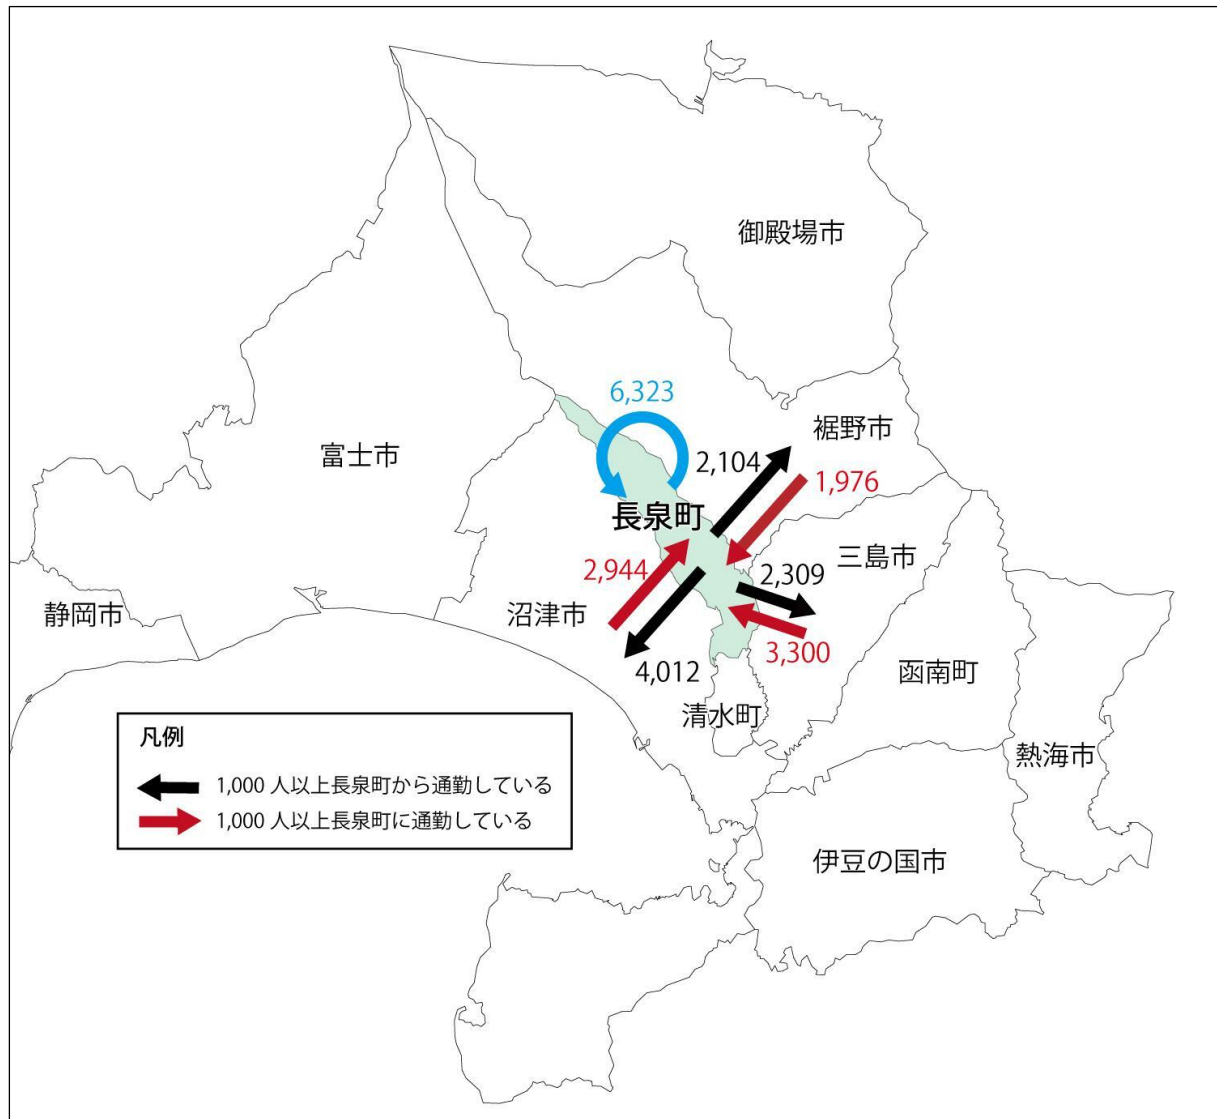 御殿場市
6,323
裾野市
富士市
2,104
1,976
長泉町
三島市
2,944
2,309
静岡市
沼津市
3,300
4,012
函南町
清水町
熱海市
凡例
1,000 人以上長泉町から通勤している
1,000 人以上長泉町に通勤している
伊豆の国市